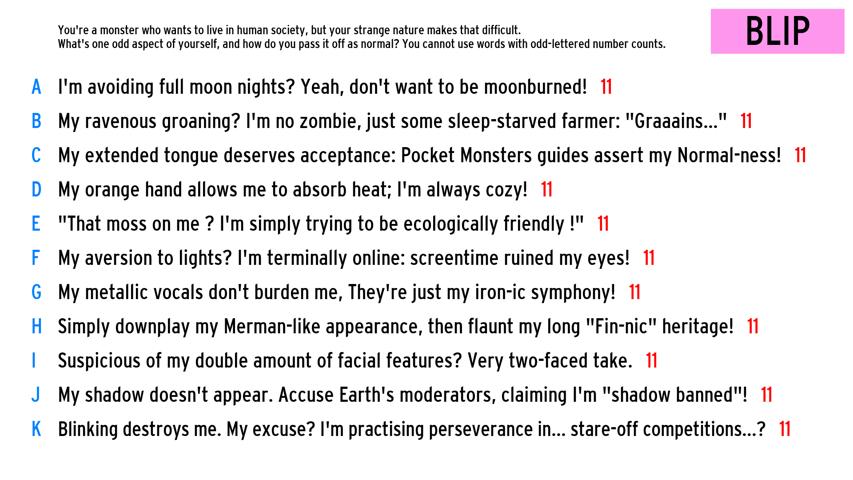 You're a monster who wants to live in human society, but your strange nature makes that difficult.
What's one odd aspect of yourself, and how do you pass it off as normal? You cannot use words with odd-lettered number counts.
BLIP
A I'm avoiding full moon nights? Yeah, don't want to be moonburned! 11
B My ravenous groaning? I'm no zombie, just some sleep-starved farmer: "Graaains..." 11
C My extended tongue deserves acceptance: Pocket Monsters guides assert my Normal-ness! 11
D My orange hand allows me to absorb heat; I'm always cozy! 11
E "That moss on me ? I'm simply trying to be ecologically friendly !" 11
F My aversion to lights? I'm terminally online: screentime ruined my eyes! 11
G My metallic vocals don't burden me, They're just my iron-ic symphony! 11
H Simply downplay my Merman-like appearance, then flaunt my long "Fin-nic" heritage! 11
I Suspicious of my double amount of facial features? Very two-faced take. 11
J My shadow doesn't appear. Accuse Earth's moderators, claiming I'm "shadow banned"! 11
K Blinking destroys me. My excuse? I'm practising perseverance in... stare-off competitions...? 11